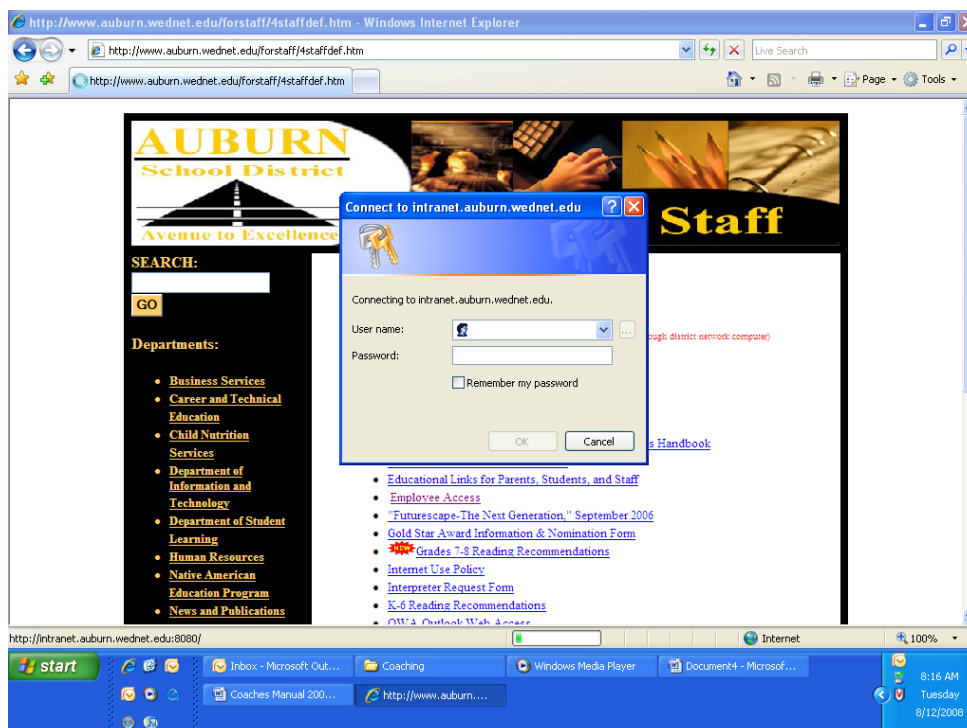 http://www.auburn.wednet.edu/forstaff/4staffdef.htm - Windows Internet Explorer
http://www.auburn.wednet.edu/forstaff/4staffdef.htm
Live Search
http://www.auburn.wednet.edu/forstaff/4staffdef.htm
Page
Tools
AUBURN
School District
Avenue to Excellence
Staff
SEARCH:
GO
Departments:
Business Services
Career and Technical
Education
Child Nutrition
Services
Department of
Information and
Technology
Department of Student
Learning
Human Resources
Native American
Education Program
News and Publications
Connect to intranet.auburn.wednet.edu
Connecting to intranet.auburn.wednet.edu.
User name:
Password:
Remember my password
OK
Cancel
district network computer)
Handbook
Educational Links for Parents, Students, and Staff
Employee Access
"Futurescape-The Next Generation," September 2006
Gold Star Award Information & Nomination Form
NEW Grades 7-8 Reading Recommendations
Internet Use Policy
Interpreter Request Form
K-6 Reading Recommendations
OWA Outlook Web Access
http://intranet.auburn.wednet.edu:8080/
Internet
100%
start
Inbox - Microsoft Out...
Coaching
Windows Media Player
Document4 - Microsof...
Coaches Manual 200...
http://www.auburn....
8:16 AM
Tuesday
8/12/2008